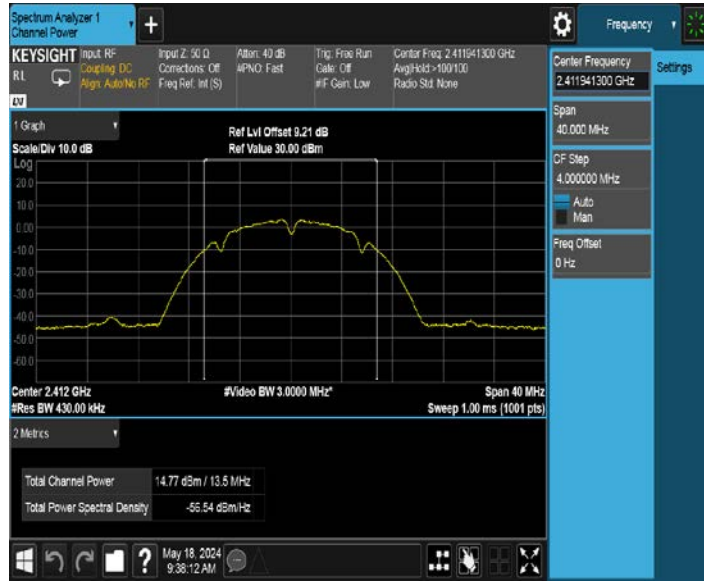 Spectrum Analyzer 1
Channel Power
+
Frequency
KEYSIGHT
RL
Input: RF
Coupling: DC
Align: Auto/No RF
Input Z: 50 Ω
Corrections: Off
Freq Ref: Int (S)
Atten: 40 dB
#PNO: Fast
Trig: Free Run
Gate: Off
#IF Gain: Low
Center Freq: 2.411941300 GHz
Avg|Hold:>100/100
Radio Std: None
Center Frequency
2.411941300 GHz
Settings
Span
40.000 MHz
CF Step
4.000000 MHz
Auto
Man
Freq Offset
0 Hz
1 Graph
Scale/Div 10.0 dB
Ref Lvl Offset 9.21 dB
Ref Value 30.00 dBm
Log
20.0
10.0
0.00
-10.0
-20.0
-30.0
-40.0
-50.0
-60.0
Center 2.412 GHz
#Res BW 430.00 kHz
#Video BW 3.0000 MHz*
Span 40 MHz
Sweep 1.00 ms (1001 pts)
2 Metrics
Total Channel Power 14.77 dBm / 13.5 MHz
Total Power Spectral Density -56.54 dBm/Hz
?
May 18, 2024
9:38:12 AM